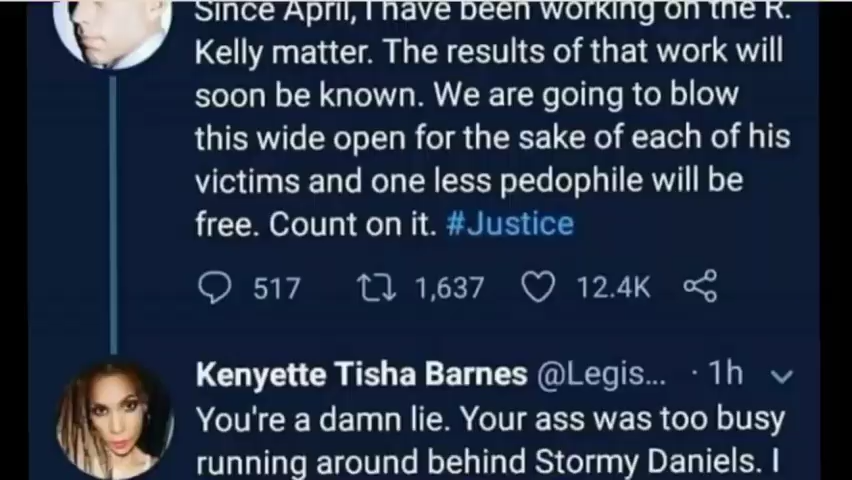 Since April, I have been working on the R.
Kelly matter. The results of that work will
soon be known. We are going to blow
this wide open for the sake of each of his
victims and one less pedophile will be
free. Count on it. #Justice
517 1,637 12.4K
Kenyette Tisha Barnes @Legis... · 1h
You're a damn lie. Your ass was too busy
running around behind Stormy Daniels. I